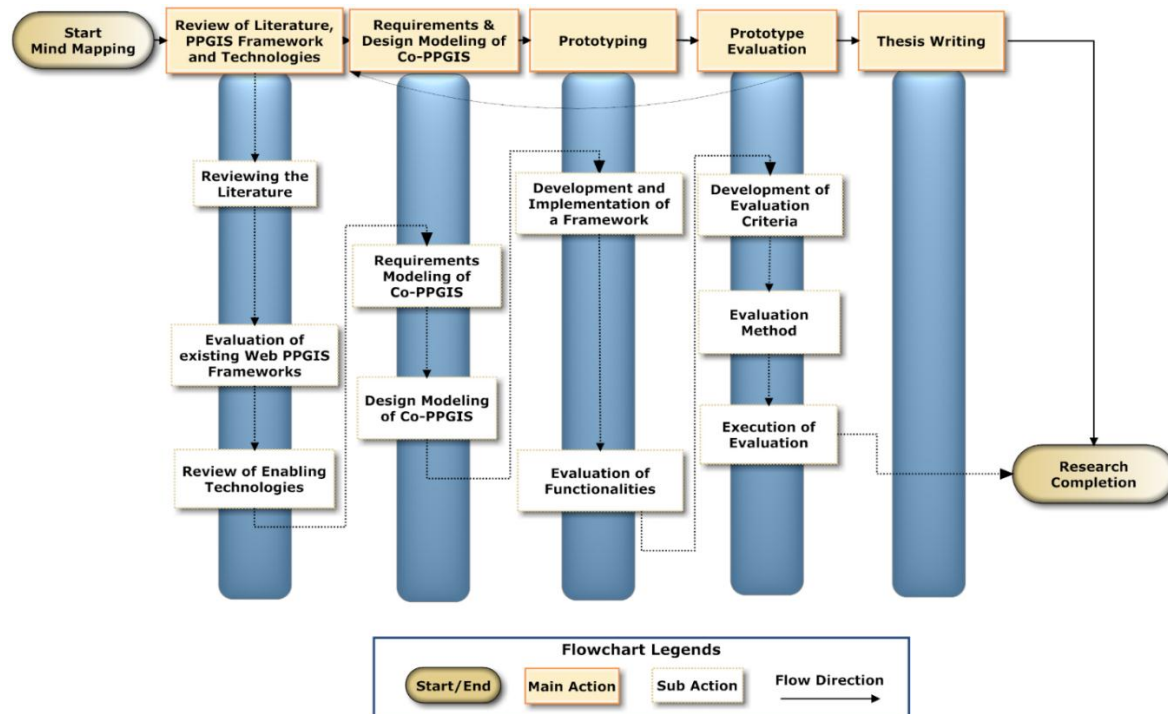 Start
Mind Mapping
Review of Literature,
PPGIS Framework
and Technologies
Requirements &
Design Modeling of
Co-PPGIS
Prototyping
Prototype
Evaluation
Thesis Writing
Reviewing the
Literature
Evaluation of
existing Web PPGIS
Frameworks
Review of Enabling
Technologies
Requirements
Modeling of
Co-PPGIS
Design Modeling
of Co-PPGIS
Development and
Implementation of
a Framework
Evaluation of
Functionalities
Development of
Evaluation
Criteria
Evaluation
Method
Execution of
Evaluation
Research
Completion
Flowchart Legends
Start/End
Main Action
Sub Action
Flow Direction